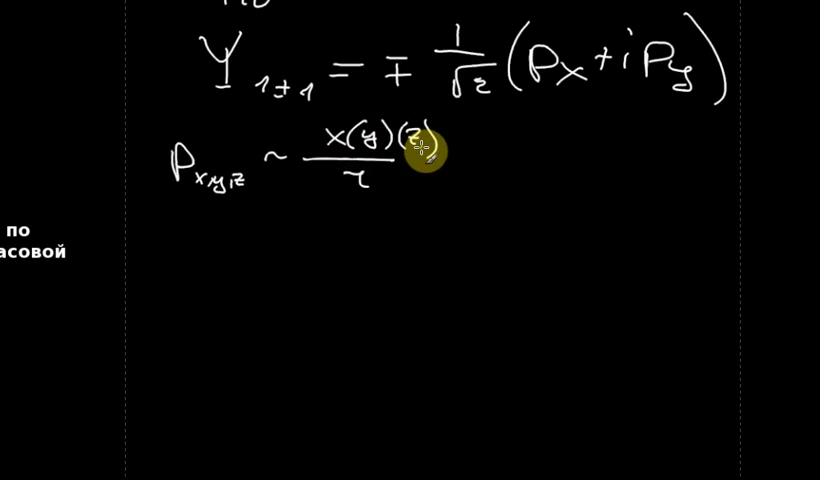 Y₁±₁ = ∓ 1/√2 (Px + i Py)
Px,y,z ~ x(y)(z)/r
по
асовой